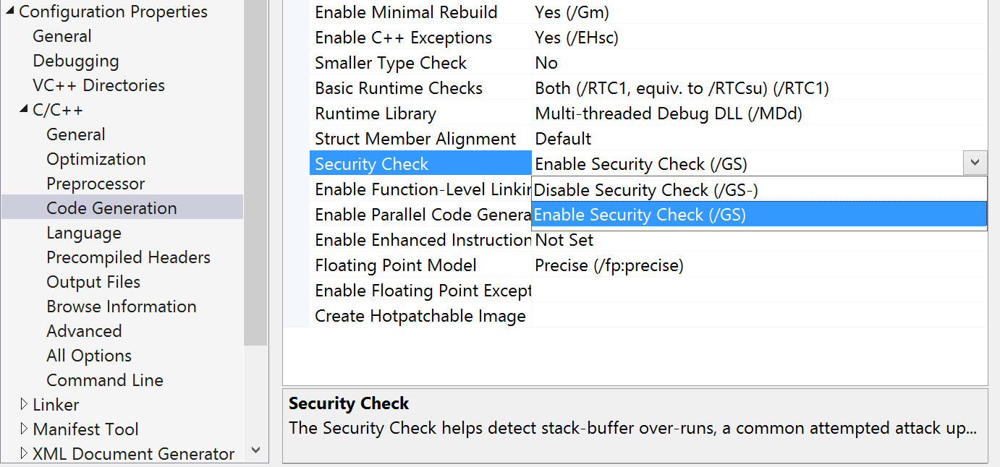 Configuration Properties
General
Debugging
VC++ Directories
C/C++
General
Optimization
Preprocessor
Code Generation
Language
Precompiled Headers
Output Files
Browse Information
Advanced
All Options
Command Line
Linker
Manifest Tool
XML Document Generator
Enable Minimal Rebuild Yes (/Gm)
Enable C++ Exceptions Yes (/EHsc)
Smaller Type Check No
Basic Runtime Checks Both (/RTC1, equiv. to /RTCsu) (/RTC1)
Runtime Library Multi-threaded Debug DLL (/MDd)
Struct Member Alignment Default
Security Check Enable Security Check (/GS)
Enable Function-Level Linkin Disable Security Check (/GS-)
Enable Parallel Code Genera Enable Security Check (/GS)
Enable Enhanced Instruction Not Set
Floating Point Model Precise (/fp:precise)
Enable Floating Point Except
Create Hotpatchable Image
Security Check
The Security Check helps detect stack-buffer over-runs, a common attempted attack up...